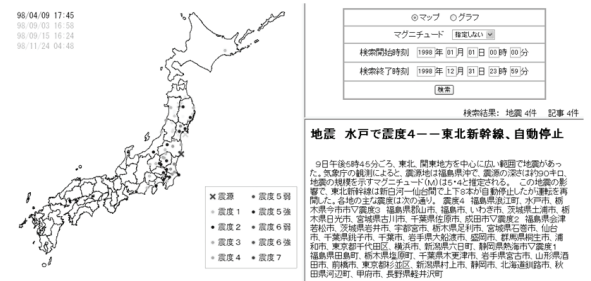 98/04/09 17:45
98/09/03 16:58
98/09/15 16:24
98/11/24 04:48
震源
震度1
震度2
震度3
震度4
震度5弱
震度5強
震度6弱
震度6強
震度7
マップ グラフ
マグニチュード 指定しない
検索開始時刻 1998 年 01 月 01 日 00 時 00 分
検索終了時刻 1998 年 12 月 31 日 23 時 59 分
検索
検索結果: 地震 4件 記事 4件
地震 水戸で震度4ーー東北新幹線、自動停止
9日午後5時45分ごろ、東北、関東地方を中心に広い範囲で地震があっ
た。気象庁の観測によると、震源地は福島県沖で、震源の深さは約90キロ、
地震の規模を示すマグニチュード(M)は5・4と推定される。 この地震の影
響で、東北新幹線は新白河ー仙台間で上下8本が自動停止したが運転を再
開した。各地の主な震度は次の通り。 震度4 福島県浪江町、水戸市、栃
木県今市市▽震度3 福島県郡山市、福島市、いわき市、茨城県土浦市、栃
木県日光市、宮城県古川市、千葉県佐原市、成田市▽震度2 福島県会津
若松市、茨城県岩井市、宇都宮市、栃木県足利市、宮城県石巻市、仙台
市、千葉県銚子市、千葉市、岩手県大船渡市、盛岡市、群馬県桐生市、浦
和市、東京都千代田区、横浜市、新潟県六日町、静岡県熱海市▽震度1
福島県田島町、栃木県塩原町、千葉県木更津市、岩手県宮古市、山形県酒
田市、前橋市、東京都杉並区、新潟県村上市、静岡市、北海道釧路市、秋
田県河辺町、甲府市、長野県軽井沢町